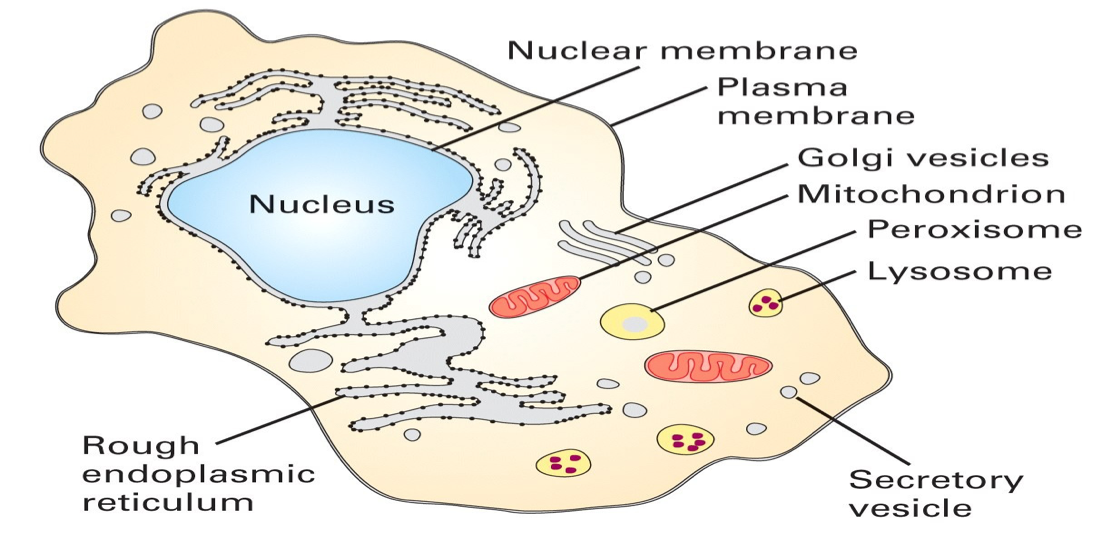 Nuclear membrane
Plasma
membrane
Golgi vesicles
Mitochondrion
Nucleus
Peroxisome
Lysosome
Rough
endoplasmic
reticulum
Secretory
vesicle